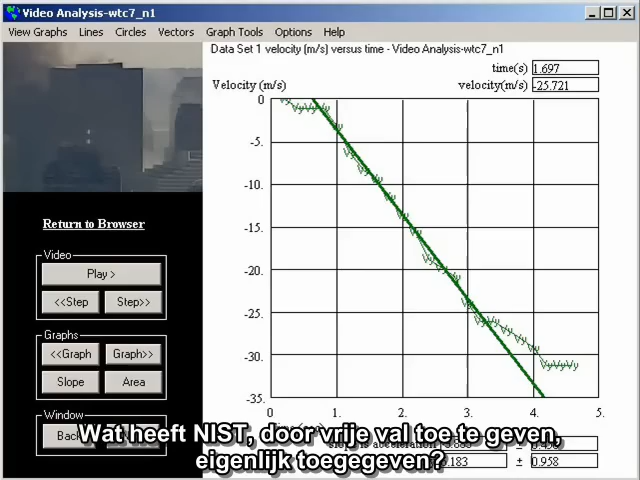 Video Analysis-wtc7_n1
View Graphs Lines Circles Vectors Graph Tools Options Help
Data Set 1 velocity (m/s) versus time - Video Analysis-wtc7_n1
time(s) 1.697
Velocity (m/s) velocity(m/s) -25.721
0
-5.
-10.
-15.
-20.
-25.
-30.
-35.
0 1. 2. 3. 4. 5.
Return to Browser
Video
Play >
<<Step Step>>
Graphs
<<Graph Graph>>
Slope Area
Window
Back
± 0.958
Wat heeft NIST, door vrije val toe te geven,
eigenlijk toegegeven?